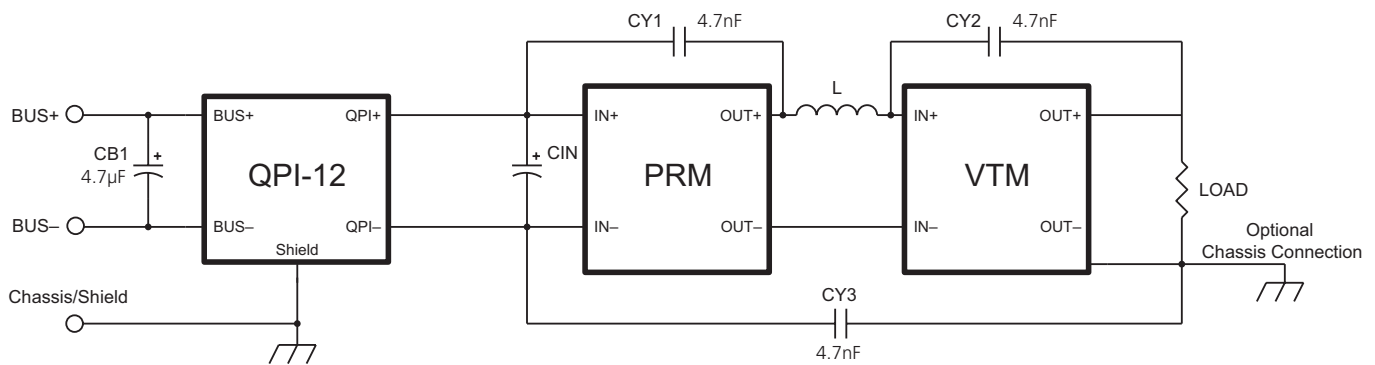 CY1 4.7nF
CY2 4.7nF
L
BUS+
BUS+
QPI+
IN+
OUT+
IN+
OUT+
CB1
4.7µF
+
QPI-12
+
CIN
PRM
VTM
LOAD
BUS–
BUS–
QPI–
IN–
OUT–
IN–
OUT–
Shield
Optional
Chassis Connection
Chassis/Shield
CY3
4.7nF